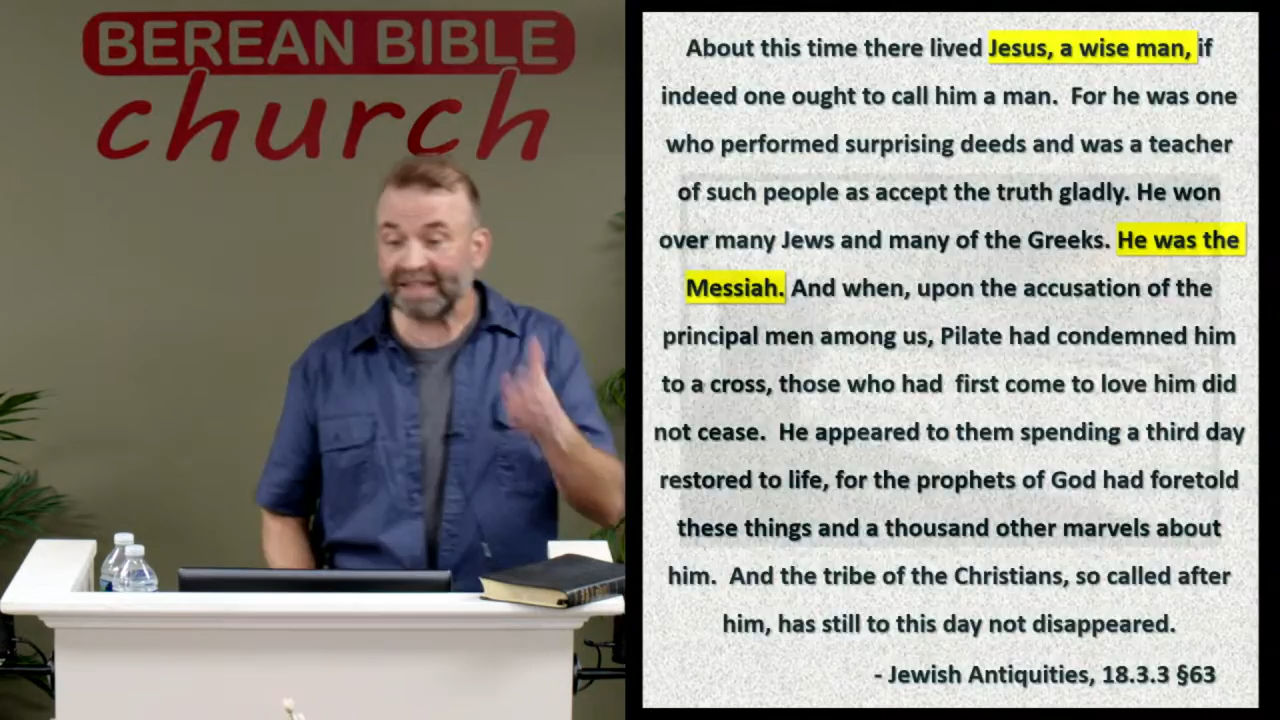 BEREAN BIBLE
church
About this time there lived Jesus, a wise man, if
indeed one ought to call him a man. For he was one
who performed surprising deeds and was a teacher
of such people as accept the truth gladly. He won
over many Jews and many of the Greeks. He was the
Messiah. And when, upon the accusation of the
principal men among us, Pilate had condemned him
to a cross, those who had first come to love him did
not cease. He appeared to them spending a third day
restored to life, for the prophets of God had foretold
these things and a thousand other marvels about
him. And the tribe of the Christians, so called after
him, has still to this day not disappeared.
- Jewish Antiquities, 18.3.3 §63